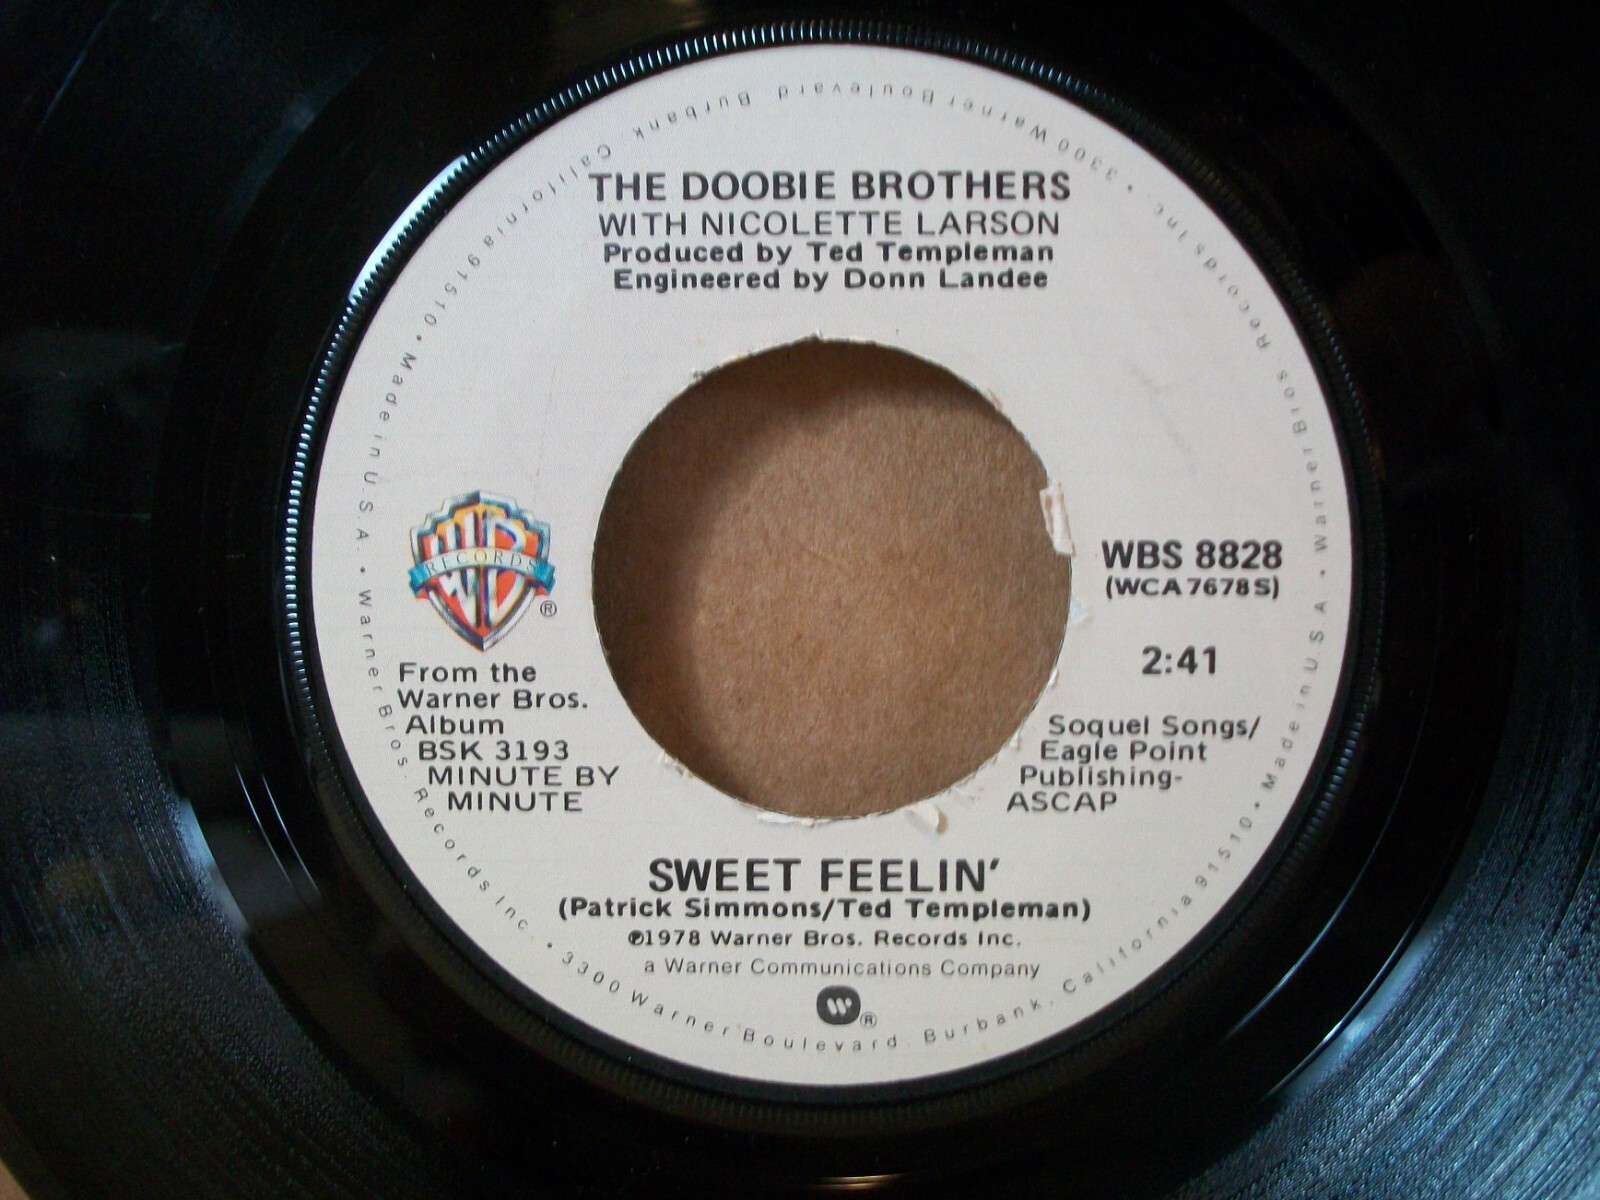 THE DOOBIE BROTHERS
WITH NICOLETTE LARSON
Produced by Ted Templeman
Engineered by Donn Landee
RECORDS
®
From the
Warner Bros.
Album
BSK 3193
MINUTE BY
MINUTE
WBS 8828
(WCA 7678 S)
2:41
Soquel Songs/
Eagle Point
Publishing-
ASCAP
SWEET FEELIN'
(Patrick Simmons/Ted Templeman)
℗1978 Warner Bros. Records Inc.
a Warner Communications Company
W®
Warner Bros. Records Inc. • 3300 Warner Boulevard, Burbank, California 91510 • Made in U.S.A. • Warner Bros. Records Inc. • 3300 Warner Boulevard, Burbank, California 91510 • Made in U.S.A. •